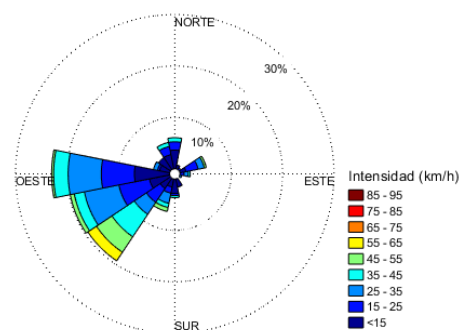 NORTE
30%
20%
10%
OESTE
ESTE
SUR
Intensidad (km/h)
85 - 95
75 - 85
65 - 75
55 - 65
45 - 55
35 - 45
25 - 35
15 - 25
<15